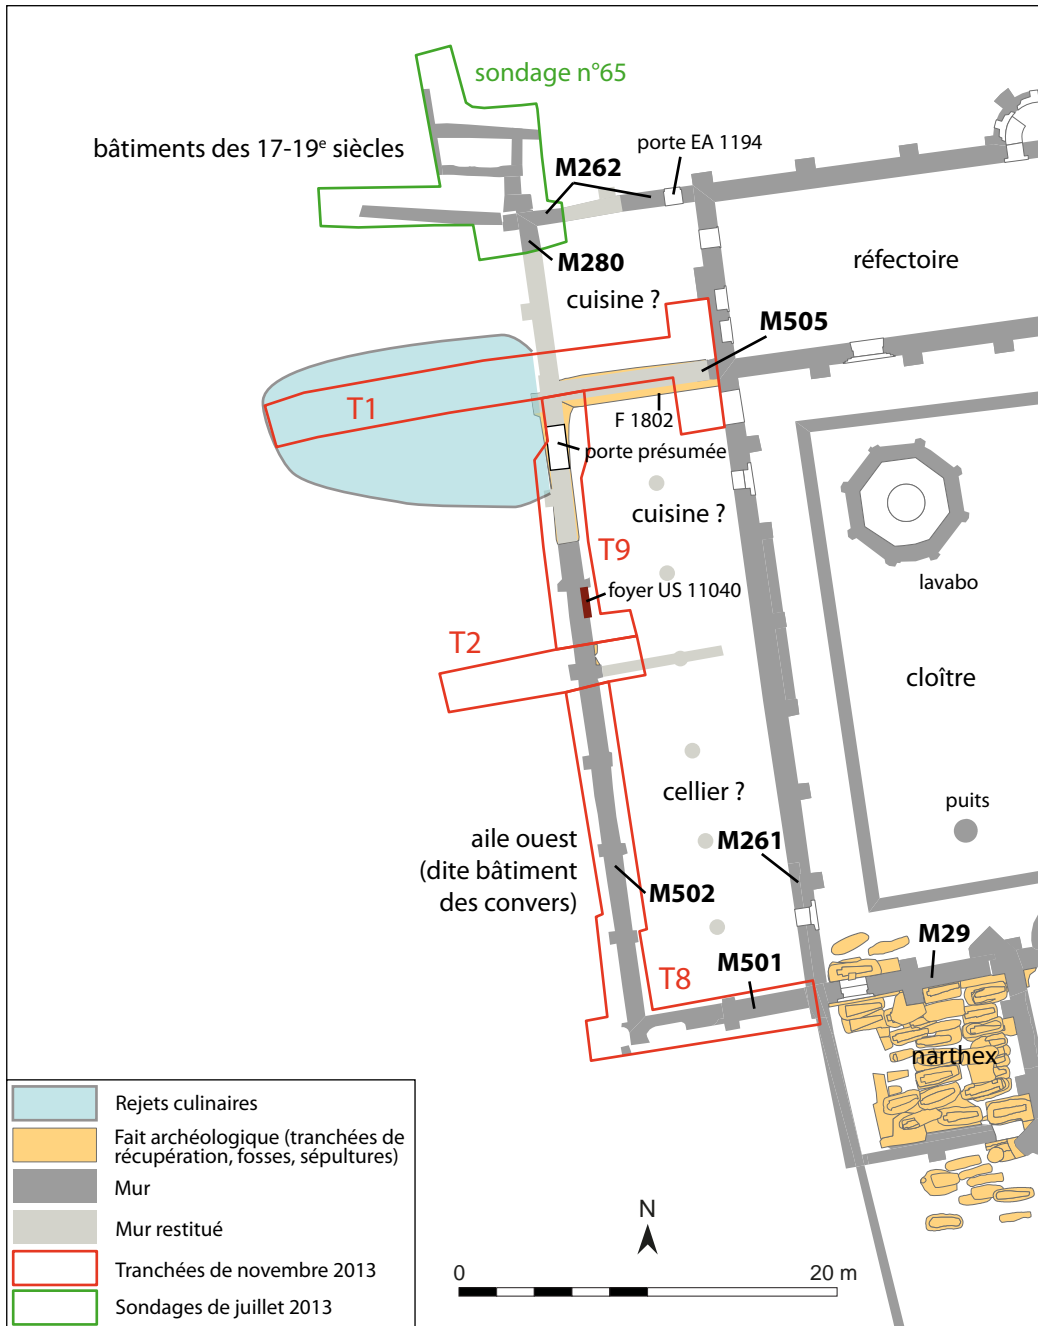 sondage n°65
bâtiments des 17-19e siècles
porte EA 1194
M262
M280
réfectoire
cuisine ?
M505
T1
F 1802
porte présumée
cuisine ?
T9
foyer US 11040
lavabo
T2
cloître
cellier ?
puits
aile ouest
(dite bâtiment
des convers)
M261
M502
M29
M501
T8
narthex
Rejets culinaires
Fait archéologique (tranchées de
récupération, fosses, sépultures)
Mur
Mur restitué
Tranchées de novembre 2013
Sondages de juillet 2013
N
0 20 m